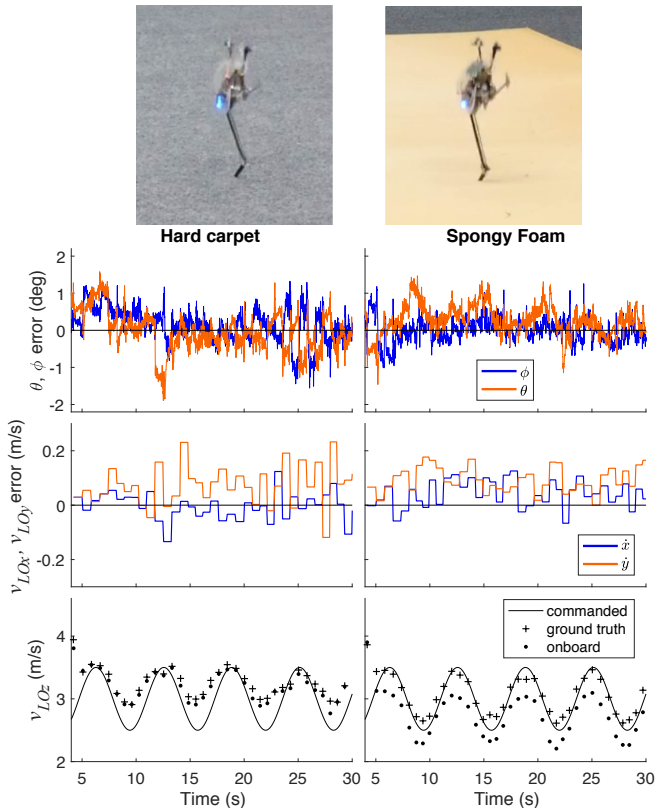 Hard carpet
Spongy Foam
2
1
0
-1
-2
θ, ϕ error (deg)
ϕ
θ
0.2
0
-0.2
v_LOx, v_LOy error (m/s)
ẋ
ẏ
4
3
2
v_LOz (m/s)
commanded
ground truth
onboard
5 10 15 20 25 30
5 10 15 20 25 30
Time (s)
Time (s)